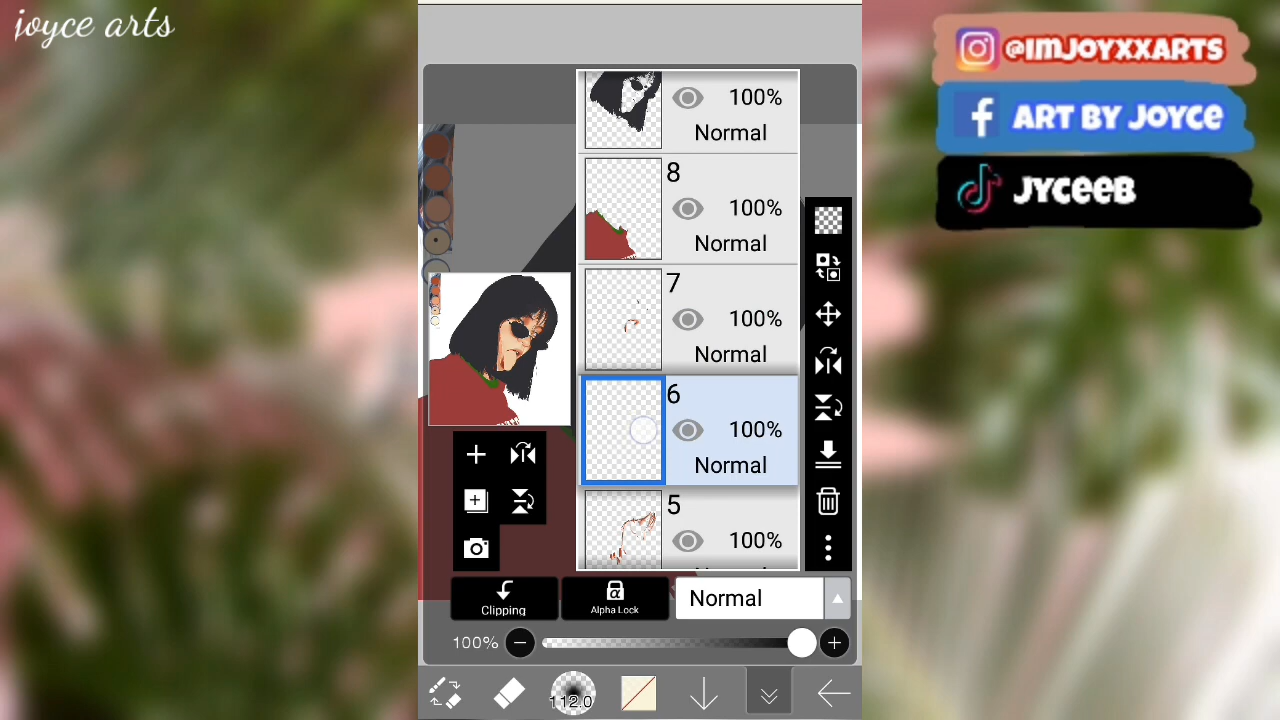 joyce arts
@IMJOYXXARTS
ART BY JOYCE
JYCEEB
100%
Normal
8
100%
Normal
7
100%
Normal
6
100%
Normal
5
100%
Clipping
Alpha Lock
Normal
100%
112.0